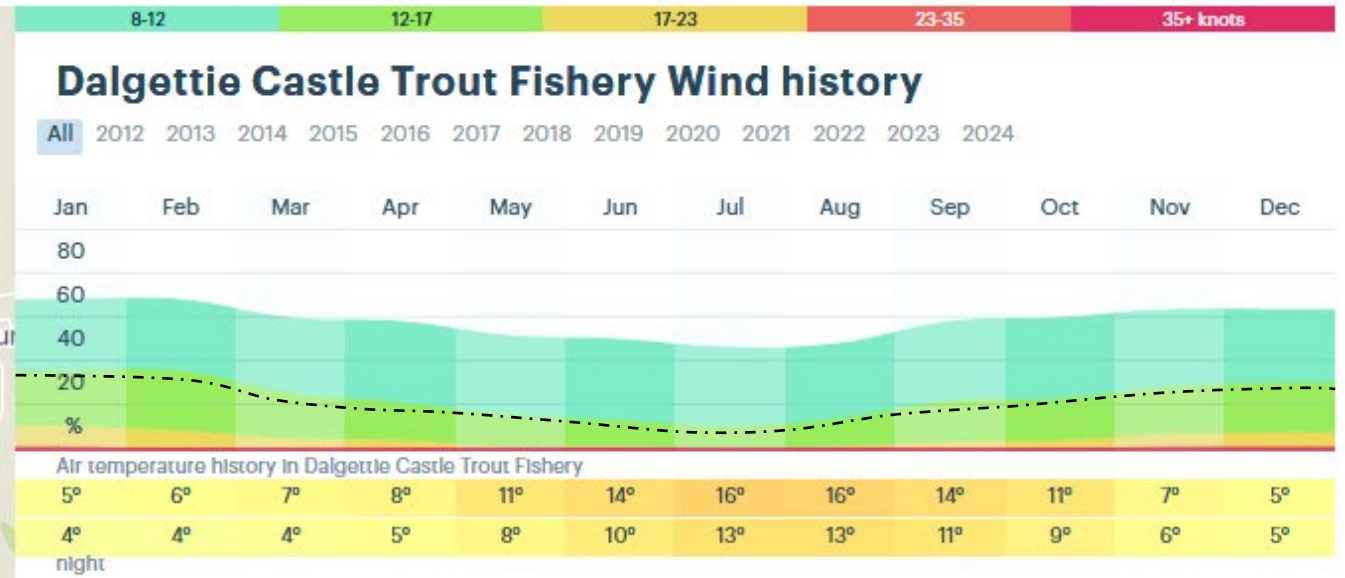 8-12 12-17 17-23 23-35 35+ knots
Dalgettie Castle Trout Fishery Wind history
All 2012 2013 2014 2015 2016 2017 2018 2019 2020 2021 2022 2023 2024
Jan Feb Mar Apr May Jun Jul Aug Sep Oct Nov Dec
80
60
40
20
%
Air temperature history in Dalgettie Castle Trout Fishery
5° 6° 7° 8° 11° 14° 16° 16° 14° 11° 7° 5°
4° 4° 4° 5° 8° 10° 13° 13° 11° 9° 6° 5°
night